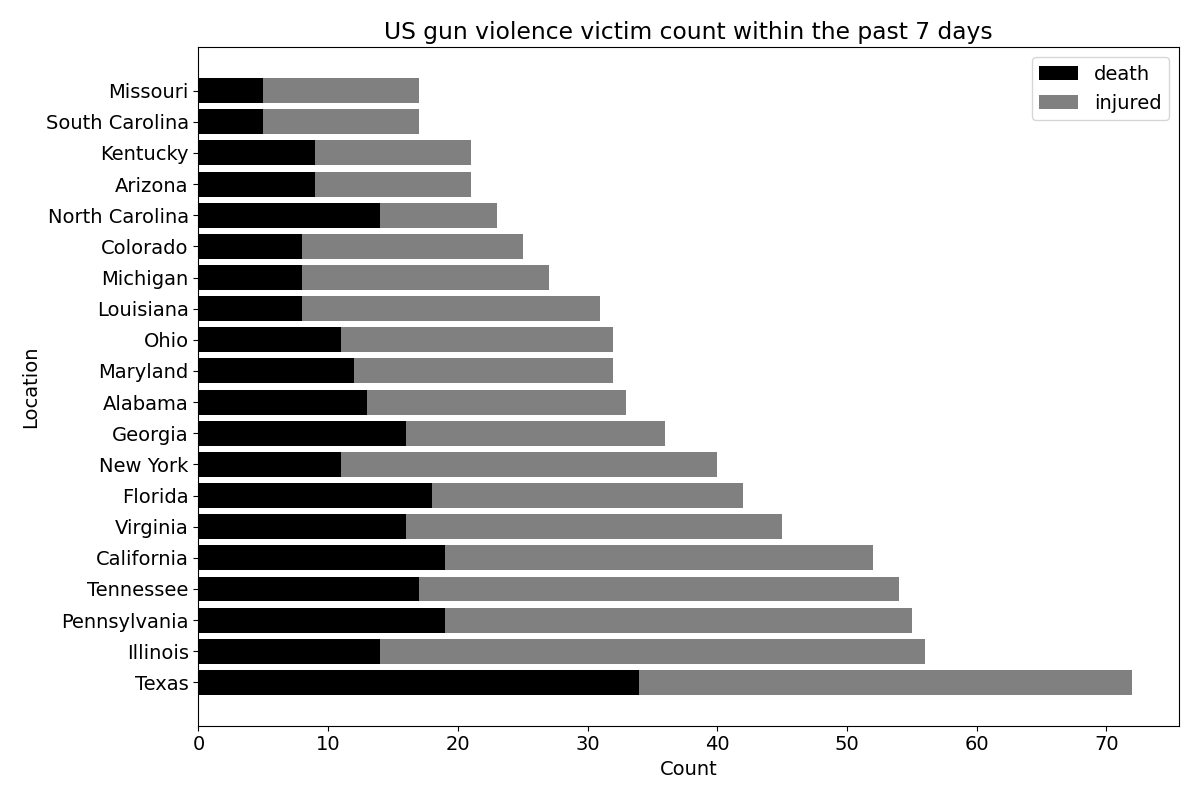 US gun violence victim count within the past 7 days
death
injured
Missouri
South Carolina
Kentucky
Arizona
North Carolina
Colorado
Michigan
Louisiana
Ohio
Maryland
Alabama
Georgia
New York
Florida
Virginia
California
Tennessee
Pennsylvania
Illinois
Texas
Location
0 10 20 30 40 50 60 70
Count